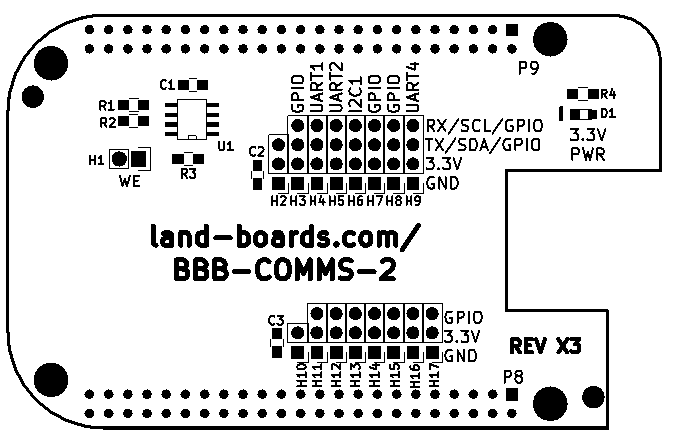 P9
GPIO UART1 UART2 I2C1 GPIO GPIO UART4
C1
R4
R1
D1
R2
3.3V
PWR
RX/SCL/GPIO
TX/SDA/GPIO
3.3V
GND
U1
C2
H1
WE
R3
H2 H3 H4 H5 H6 H7 H8 H9
land-boards.com/
BBB-COMMS-2
C3
GPIO
3.3V
GND
REV X3
H10 H11 H12 H13 H14 H15 H16 H17
P8